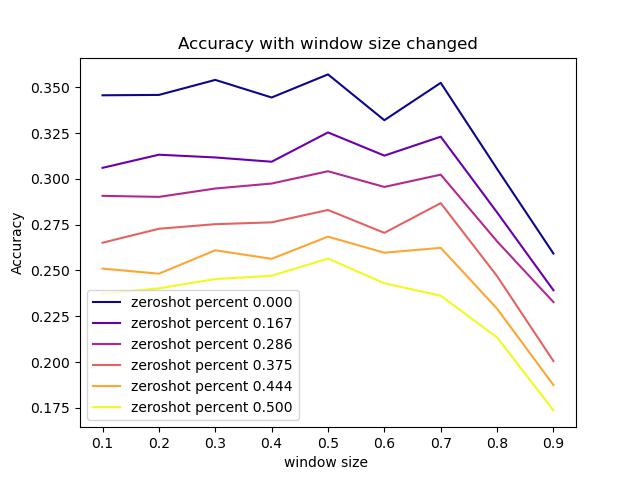 Accuracy with window size changed
Accuracy
0.350
0.325
0.300
0.275
0.250
0.225
0.200
0.175
zeroshot percent 0.000
zeroshot percent 0.167
zeroshot percent 0.286
zeroshot percent 0.375
zeroshot percent 0.444
zeroshot percent 0.500
0.1 0.2 0.3 0.4 0.5 0.6 0.7 0.8 0.9
window size